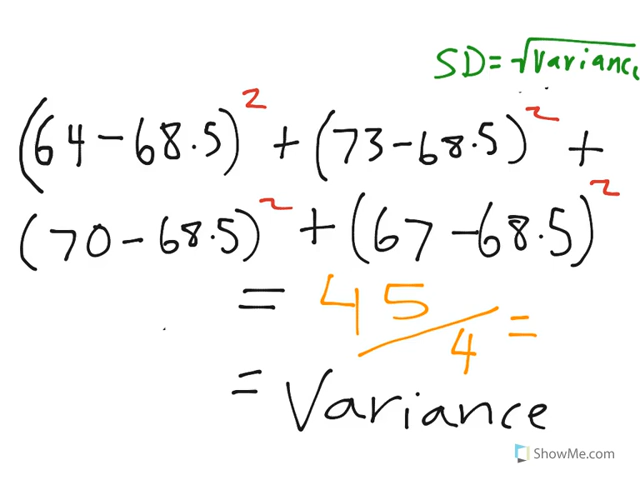 SD=√variance
(64-68.5)² + (73-68.5)² +
(70-68.5)² + (67-68.5)²
= 45/4 =
= Variance
ShowMe.com